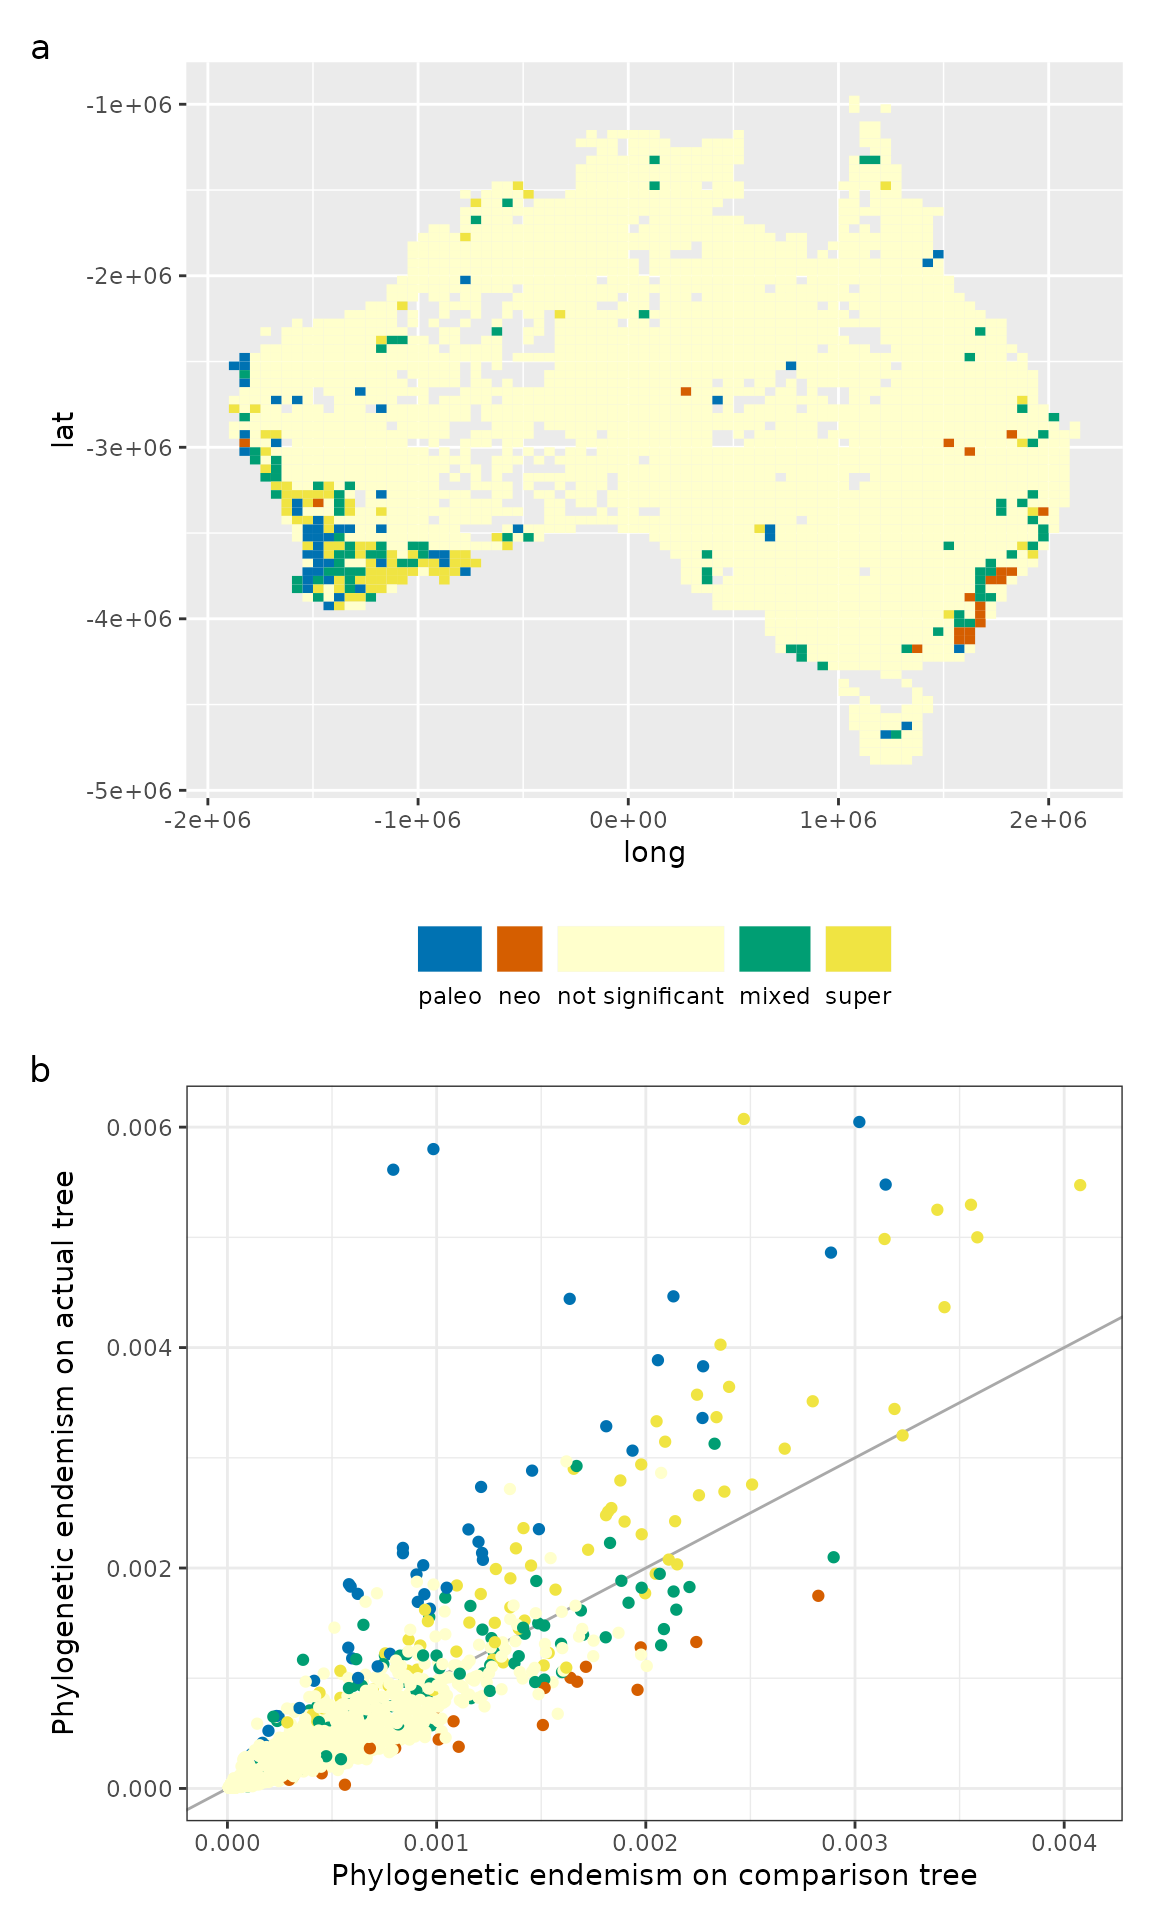 a
-1e+06
-2e+06
-3e+06
-4e+06
-5e+06
lat
-2e+06 -1e+06 0e+00 1e+06 2e+06
long
paleo neo not significant mixed super
b
0.006
0.004
0.002
0.000
Phylogenetic endemism on actual tree
0.000 0.001 0.002 0.003 0.004
Phylogenetic endemism on comparison tree